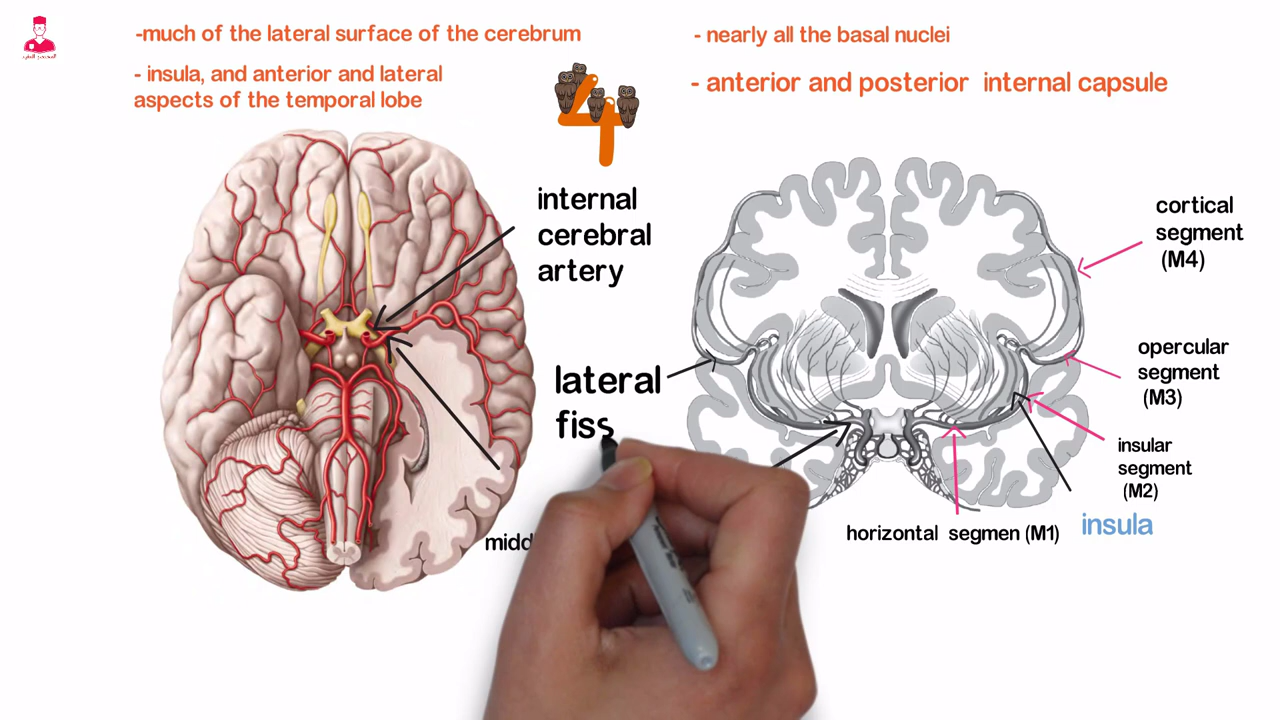 -much of the lateral surface of the cerebrum
- insula, and anterior and lateral
aspects of the temporal lobe
4
- nearly all the basal nuclei
- anterior and posterior internal capsule
internal
cerebral
artery
lateral
fiss
midd
cortical
segment
(M4)
opercular
segment
(M3)
insular
segment
(M2)
insula
horizontal segmen (M1)